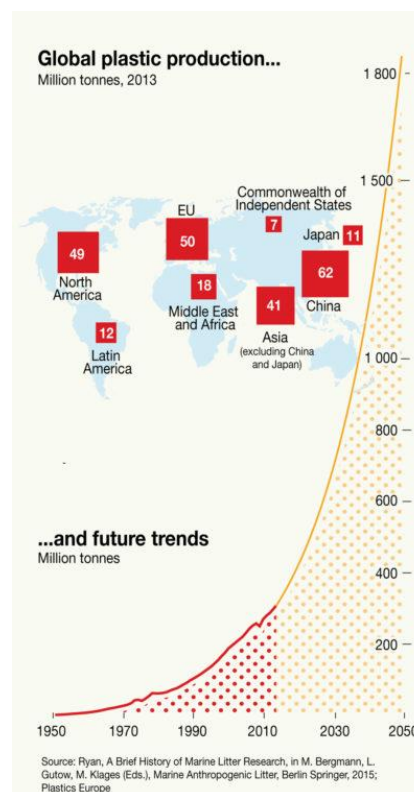 Global plastic production...
Million tonnes, 2013
1 800
1 500
Commonwealth of
Independent States
7
EU
50
Japan 11
49
North
America
18
Middle East
and Africa
41
Asia
(excluding China
and Japan)
62
China
12
Latin
America
1 000
800
600
...and future trends
Million tonnes
400
200
1950 1970 1990 2010 2030 2050
Source: Ryan, A Brief History of Marine Litter Research, in M. Bergmann, L.
Gutow, M. Klages (Eds.), Marine Anthropogenic Litter, Berlin Springer, 2015;
Plastics Europe